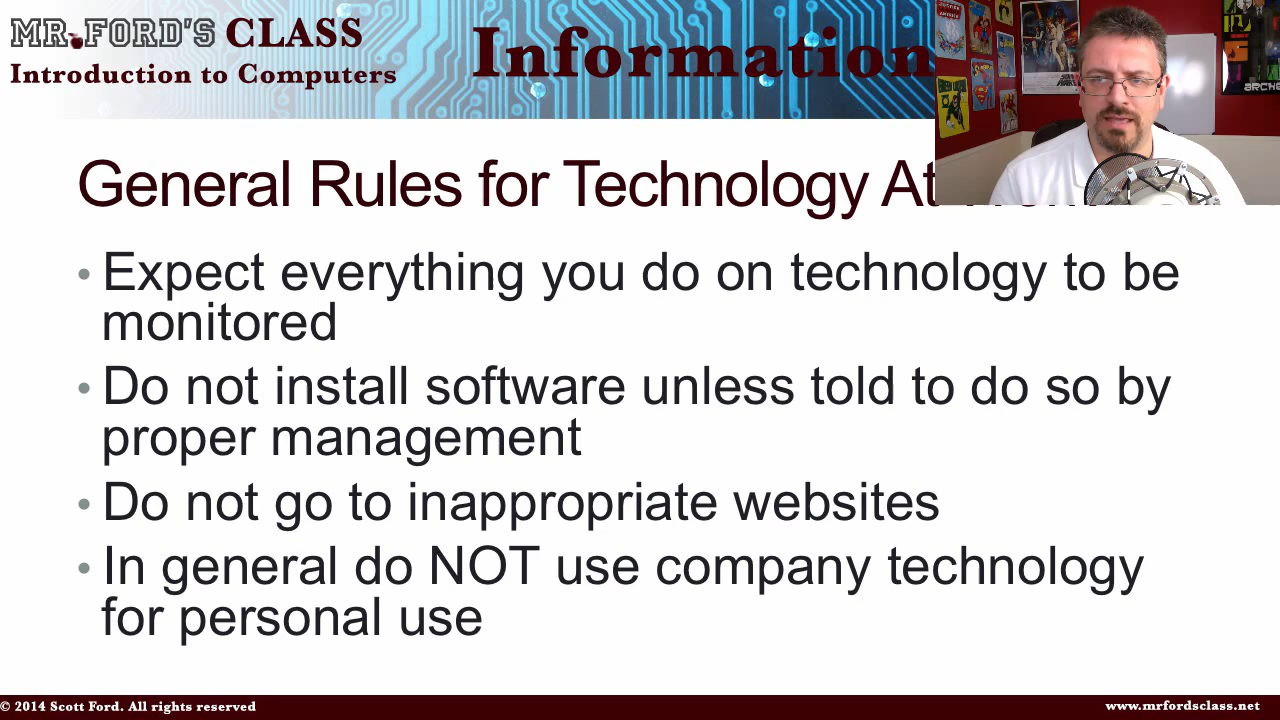 MR. FORD'S CLASS
Introduction to Computers
Information
General Rules for Technology At
• Expect everything you do on technology to be
monitored
• Do not install software unless told to do so by
proper management
• Do not go to inappropriate websites
• In general do NOT use company technology
for personal use
© 2014 Scott Ford. All rights reserved
www.mrfordsclass.net